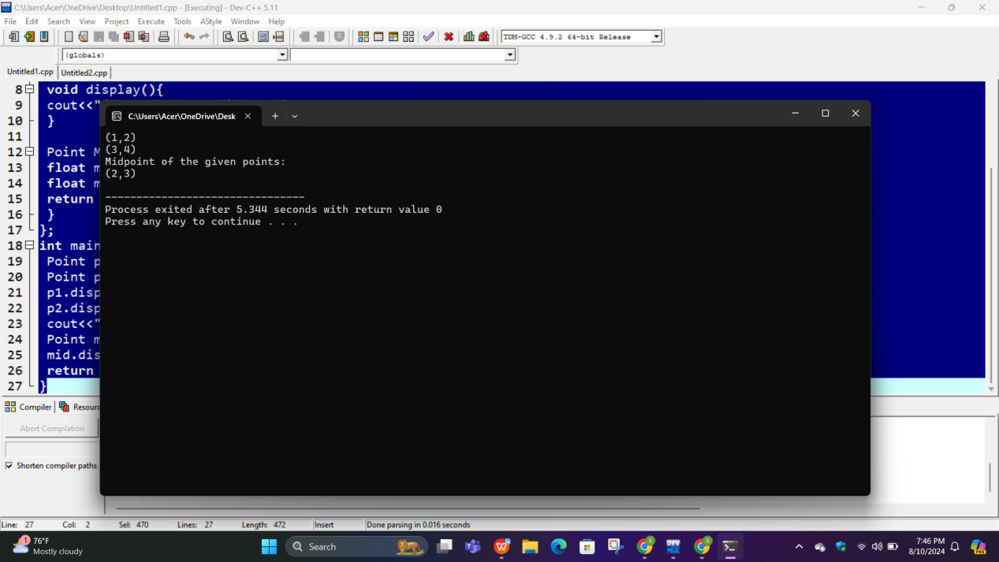 C:\Users\Acer\OneDrive\Desktop\Untitled1.cpp - [Executing] - Dev-C++ 5.11
File Edit Search View Project Execute Tools AStyle Window Help
TDM-GCC 4.9.2 64-bit Release
(globals)
Untitled1.cpp Untitled2.cpp
8 void display(){
9 cout<<"
10 }
11
12 Point M
13 float m
14 float m
15 return
16 }
17 };
18 int main
19 Point p
20 Point p
21 p1.disp
22 p2.disp
23 cout<<"
24 Point m
25 mid.dis
26 return
27 }
C:\Users\Acer\OneDrive\Desk
(1,2)
(3,4)
Midpoint of the given points:
(2,3)
--------------------------------
Process exited after 5.344 seconds with return value 0
Press any key to continue . . .
Compiler Resourc
Abort Compilation
Shorten compiler paths
Line: 27 Col: 2 Sel: 470 Lines: 27 Length: 472 Insert Done parsing in 0.016 seconds
1
76°F
Mostly cloudy
Search
DEV
7:46 PM
8/10/2024
PRE